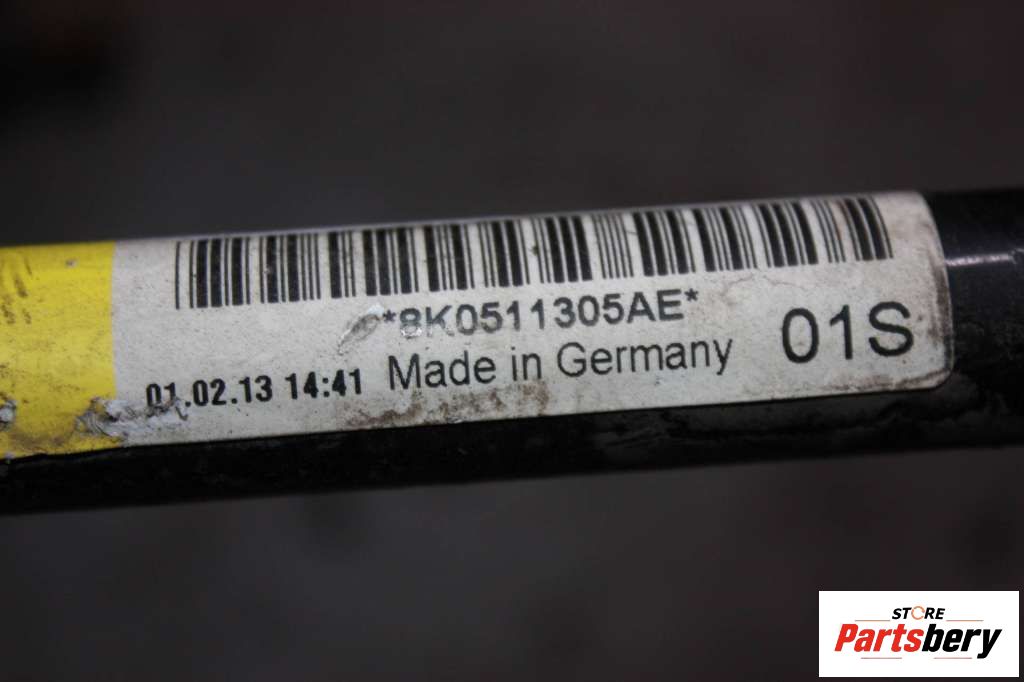 *8K0511305AE*
01S
01.02.13 14:41 Made in Germany
STORE
Partsbery